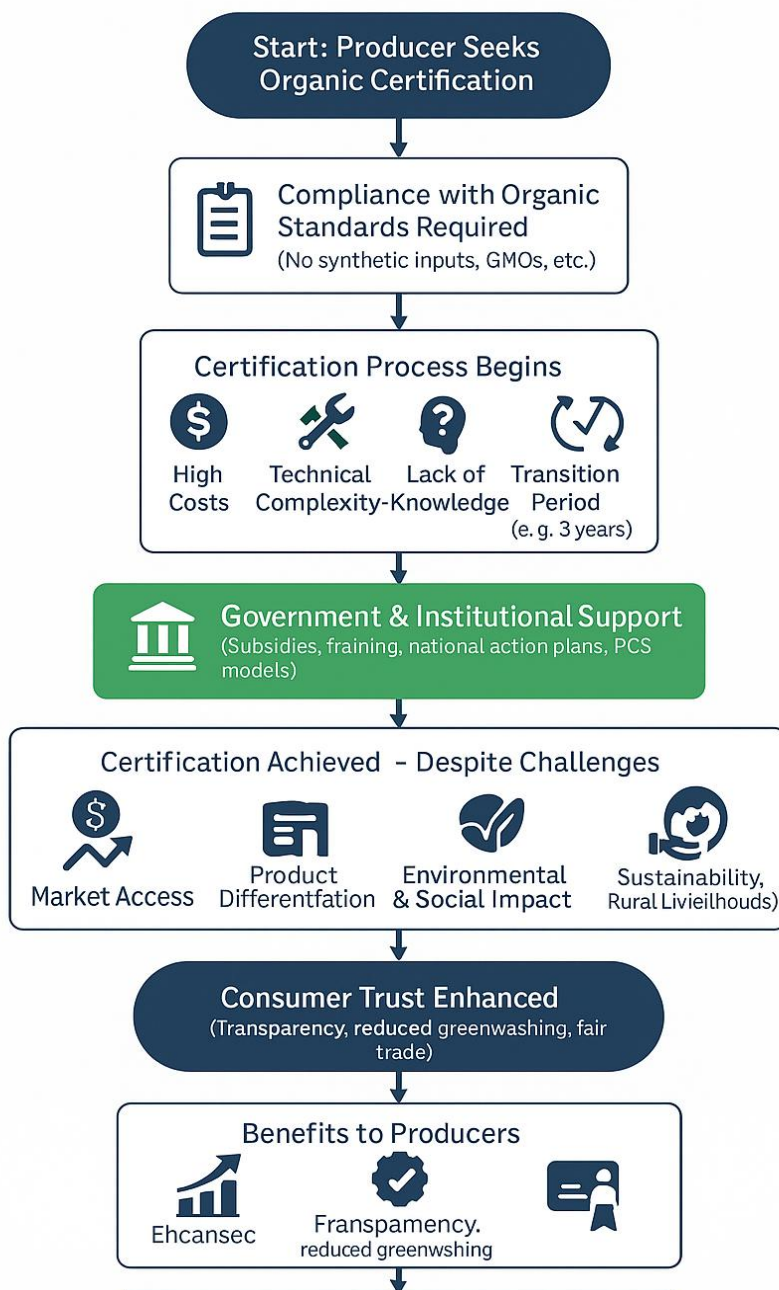 Start: Producer Seeks
Organic Certification
Compliance with Organic
Standards Required
(No synthetic inputs, GMOs, etc.)
Certification Process Begins
$
?
High
Costs
Technical
Complexity-
Lack of
Knowledge
Transition
Period
(e. g. 3 years)
Government & Institutional Support
(Subsidies, fraining, national action plans, PCS
models)
Certification Achieved - Despite Challenges
$
Market Access
Product
Differentfation
Environmental
& Social Impact
Sustainability,
Rural Livieilhouds)
Consumer Trust Enhanced
(Transparency, reduced greenwashing, fair
trade)
Benefits to Producers
Ehcansec
Franspamency.
reduced greenwshing